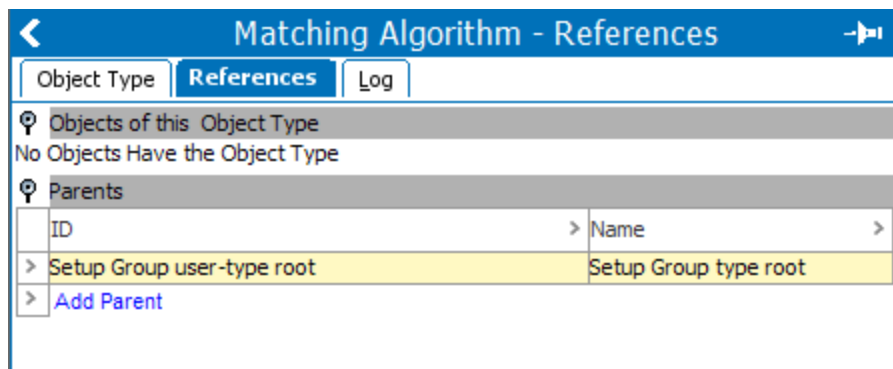 Matching Algorithm - References
Object Type References Log
Objects of this Object Type
No Objects Have the Object Type
Parents
ID > Name >
> Setup Group user-type root Setup Group type root
> Add Parent